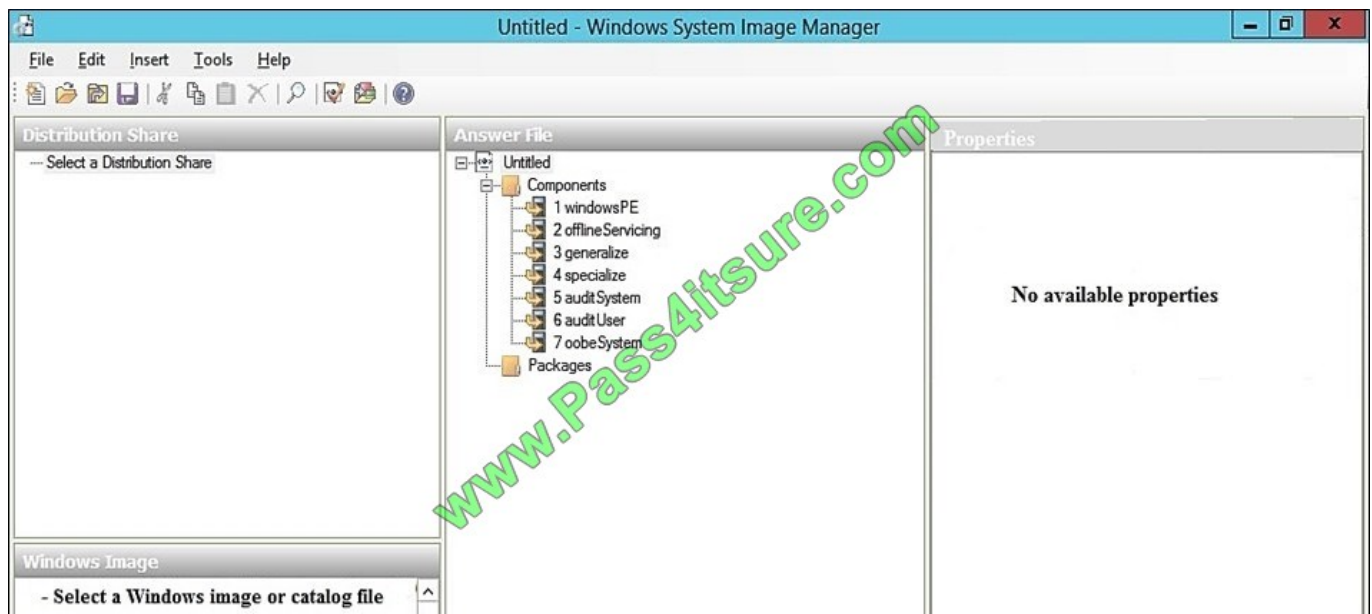 Untitled - Windows System Image Manager
File Edit Insert Tools Help
Distribution Share
Select a Distribution Share
Answer File
Untitled
Components
1 windowsPE
2 offlineServicing
3 generalize
4 specialize
5 auditSystem
6 auditUser
7 oobeSystem
Packages
Properties
No available properties
Windows Image
- Select a Windows image or catalog file
www.Pass4itsure.com